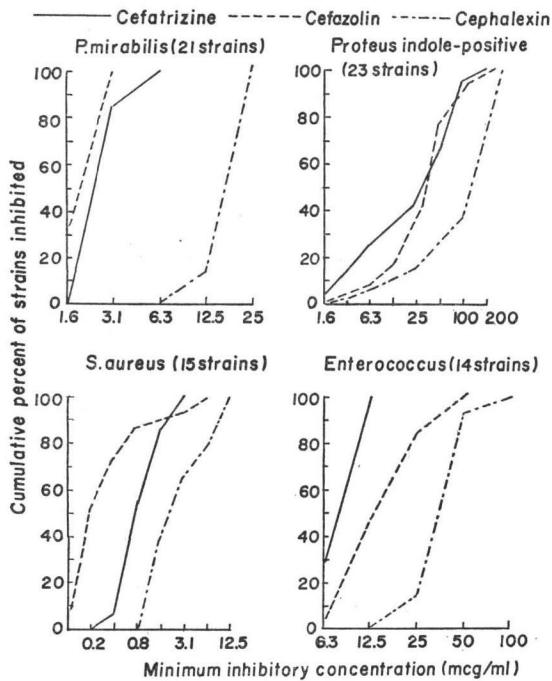 Cefatrizine Cefazolin Cephalexin
P.mirabilis (21 strains)
Proteus indole-positive
(23 strains)
100
80
60
40
20
0
1.6 3.1 6.3 12.5 25
100
80
60
40
20
0
1.6 6.3 25 100 200
Cumulative percent of strains inhibited
S.aureus (15 strains)
Enterococcus (14 strains)
100
80
60
40
20
0
0.2 0.8 3.1 12.5
100
80
60
40
20
0
6.3 12.5 25 50 100
Minimum inhibitory concentration (mcg/ml)